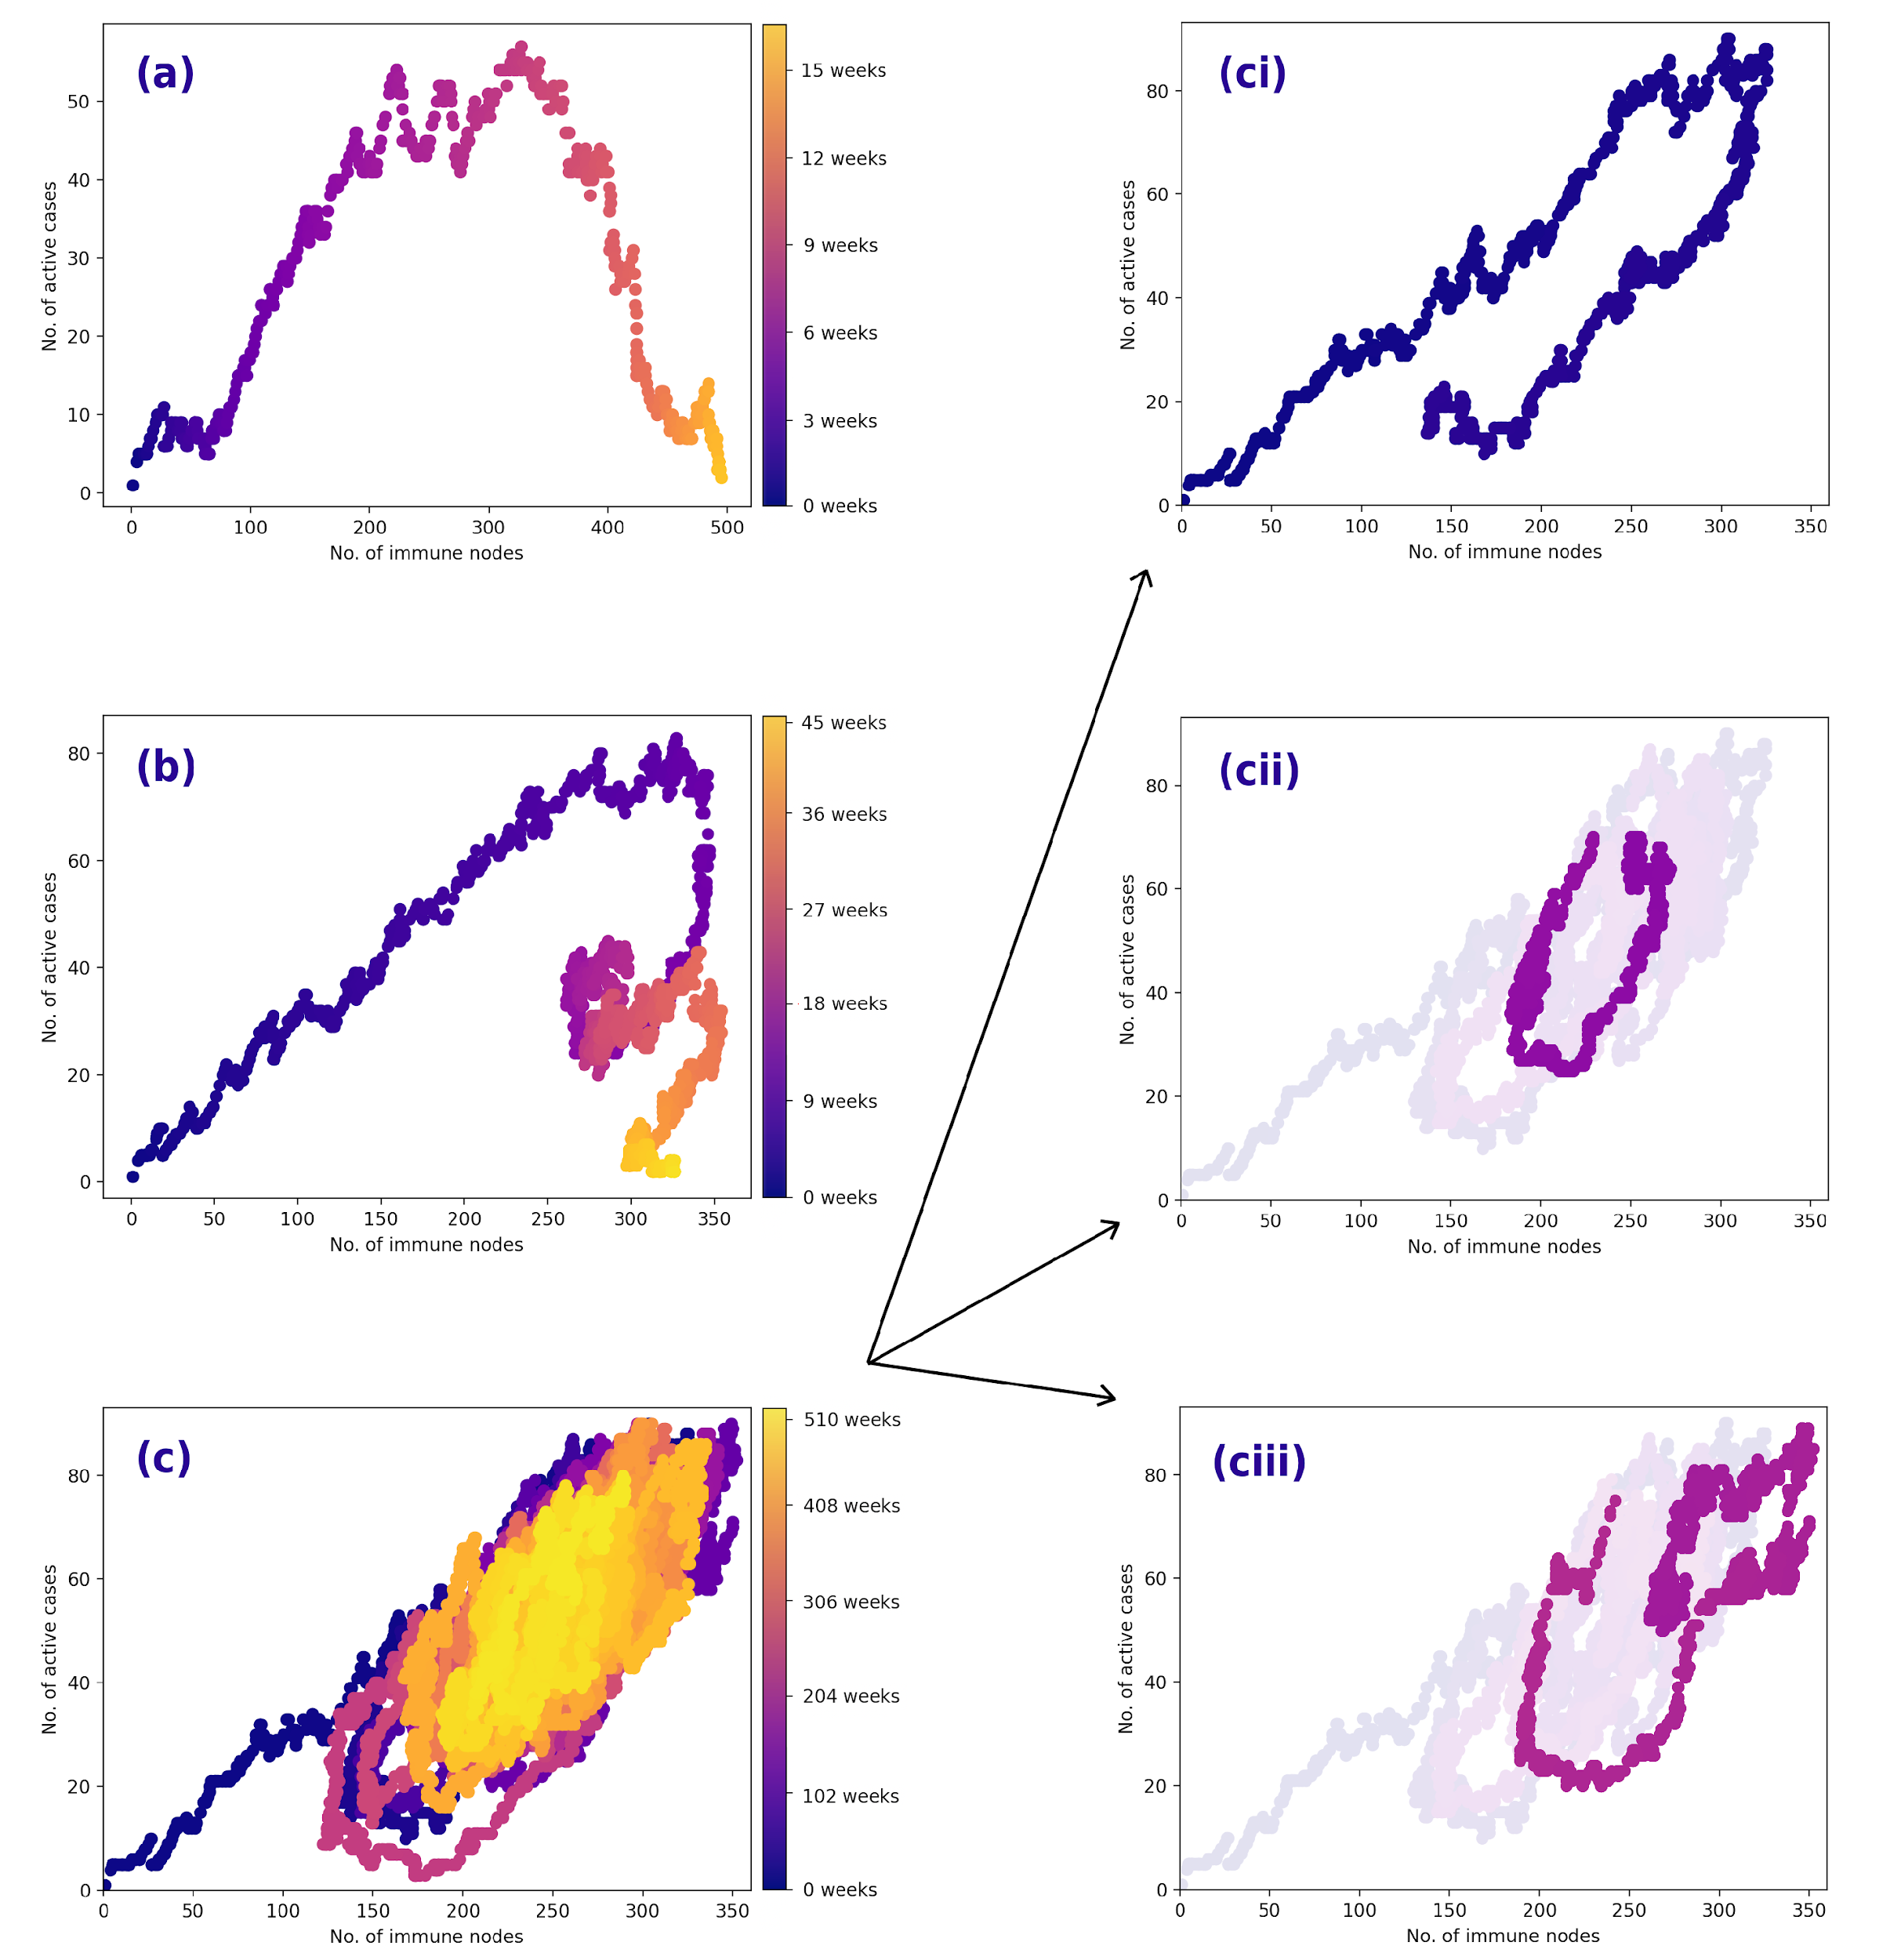 (a)
No. of active cases
50
40
30
20
10
0
0 100 200 300 400 500
No. of immune nodes
15 weeks
12 weeks
9 weeks
6 weeks
3 weeks
0 weeks
(ci)
No. of active cases
80
60
40
20
0
0 50 100 150 200 250 300 350
No. of immune nodes
(b)
No. of active cases
80
60
40
20
0
0 50 100 150 200 250 300 350
No. of immune nodes
45 weeks
36 weeks
27 weeks
18 weeks
9 weeks
0 weeks
(cii)
No. of active cases
80
60
40
20
0
0 50 100 150 200 250 300 350
No. of immune nodes
(c)
No. of active cases
80
60
40
20
0
0 50 100 150 200 250 300 350
No. of immune nodes
510 weeks
408 weeks
306 weeks
204 weeks
102 weeks
0 weeks
(ciii)
No. of active cases
80
60
40
20
0
0 50 100 150 200 250 300 350
No. of immune nodes